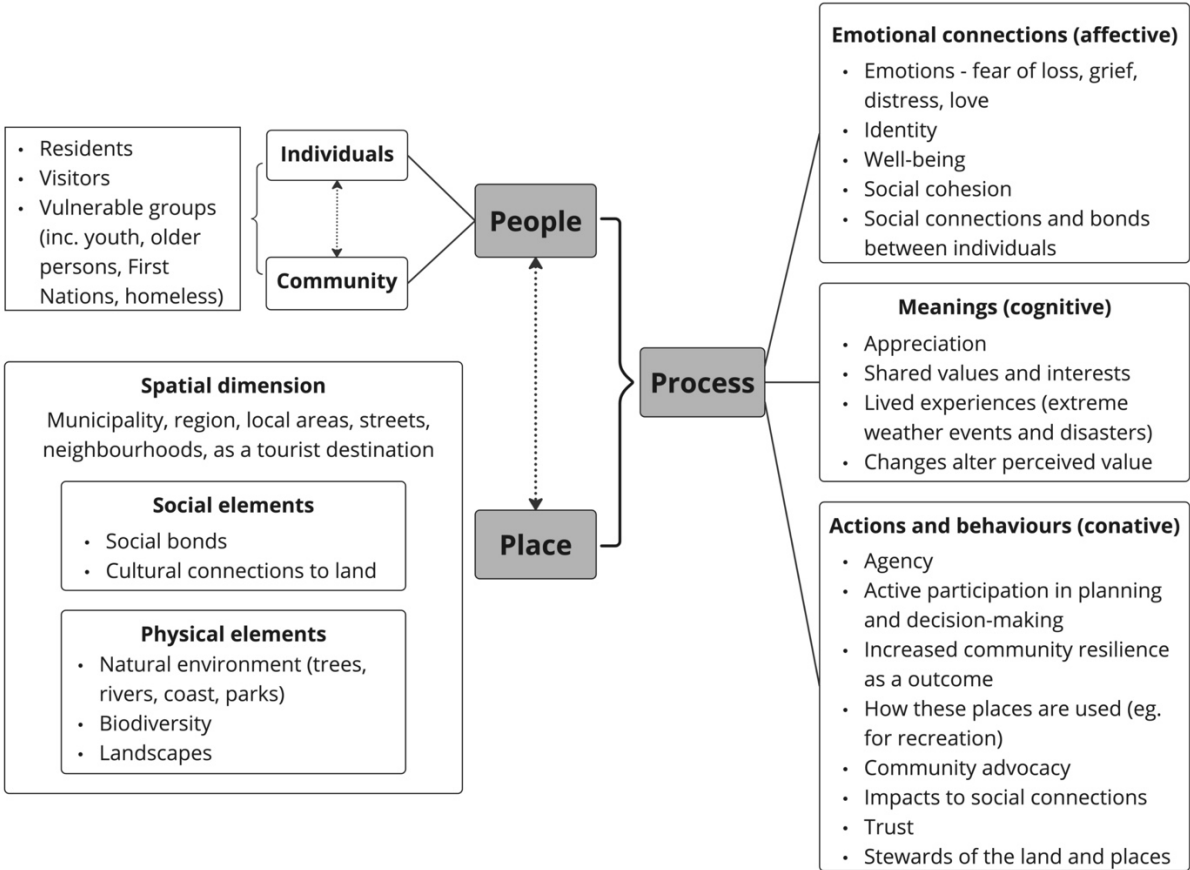 • Residents
• Visitors
• Vulnerable groups
(inc. youth, older
persons, First
Nations, homeless)
Individuals
Community
People
Spatial dimension
Municipality, region, local areas, streets,
neighbourhoods, as a tourist destination
Social elements
• Social bonds
• Cultural connections to land
Physical elements
• Natural environment (trees,
rivers, coast, parks)
• Biodiversity
• Landscapes
Place
Process
Emotional connections (affective)
• Emotions - fear of loss, grief,
distress, love
• Identity
• Well-being
• Social cohesion
• Social connections and bonds
between individuals
Meanings (cognitive)
• Appreciation
• Shared values and interests
• Lived experiences (extreme
weather events and disasters)
• Changes alter perceived value
Actions and behaviours (conative)
• Agency
• Active participation in planning
and decision-making
• Increased community resilience
as a outcome
• How these places are used (eg.
for recreation)
• Community advocacy
• Impacts to social connections
• Trust
• Stewards of the land and places